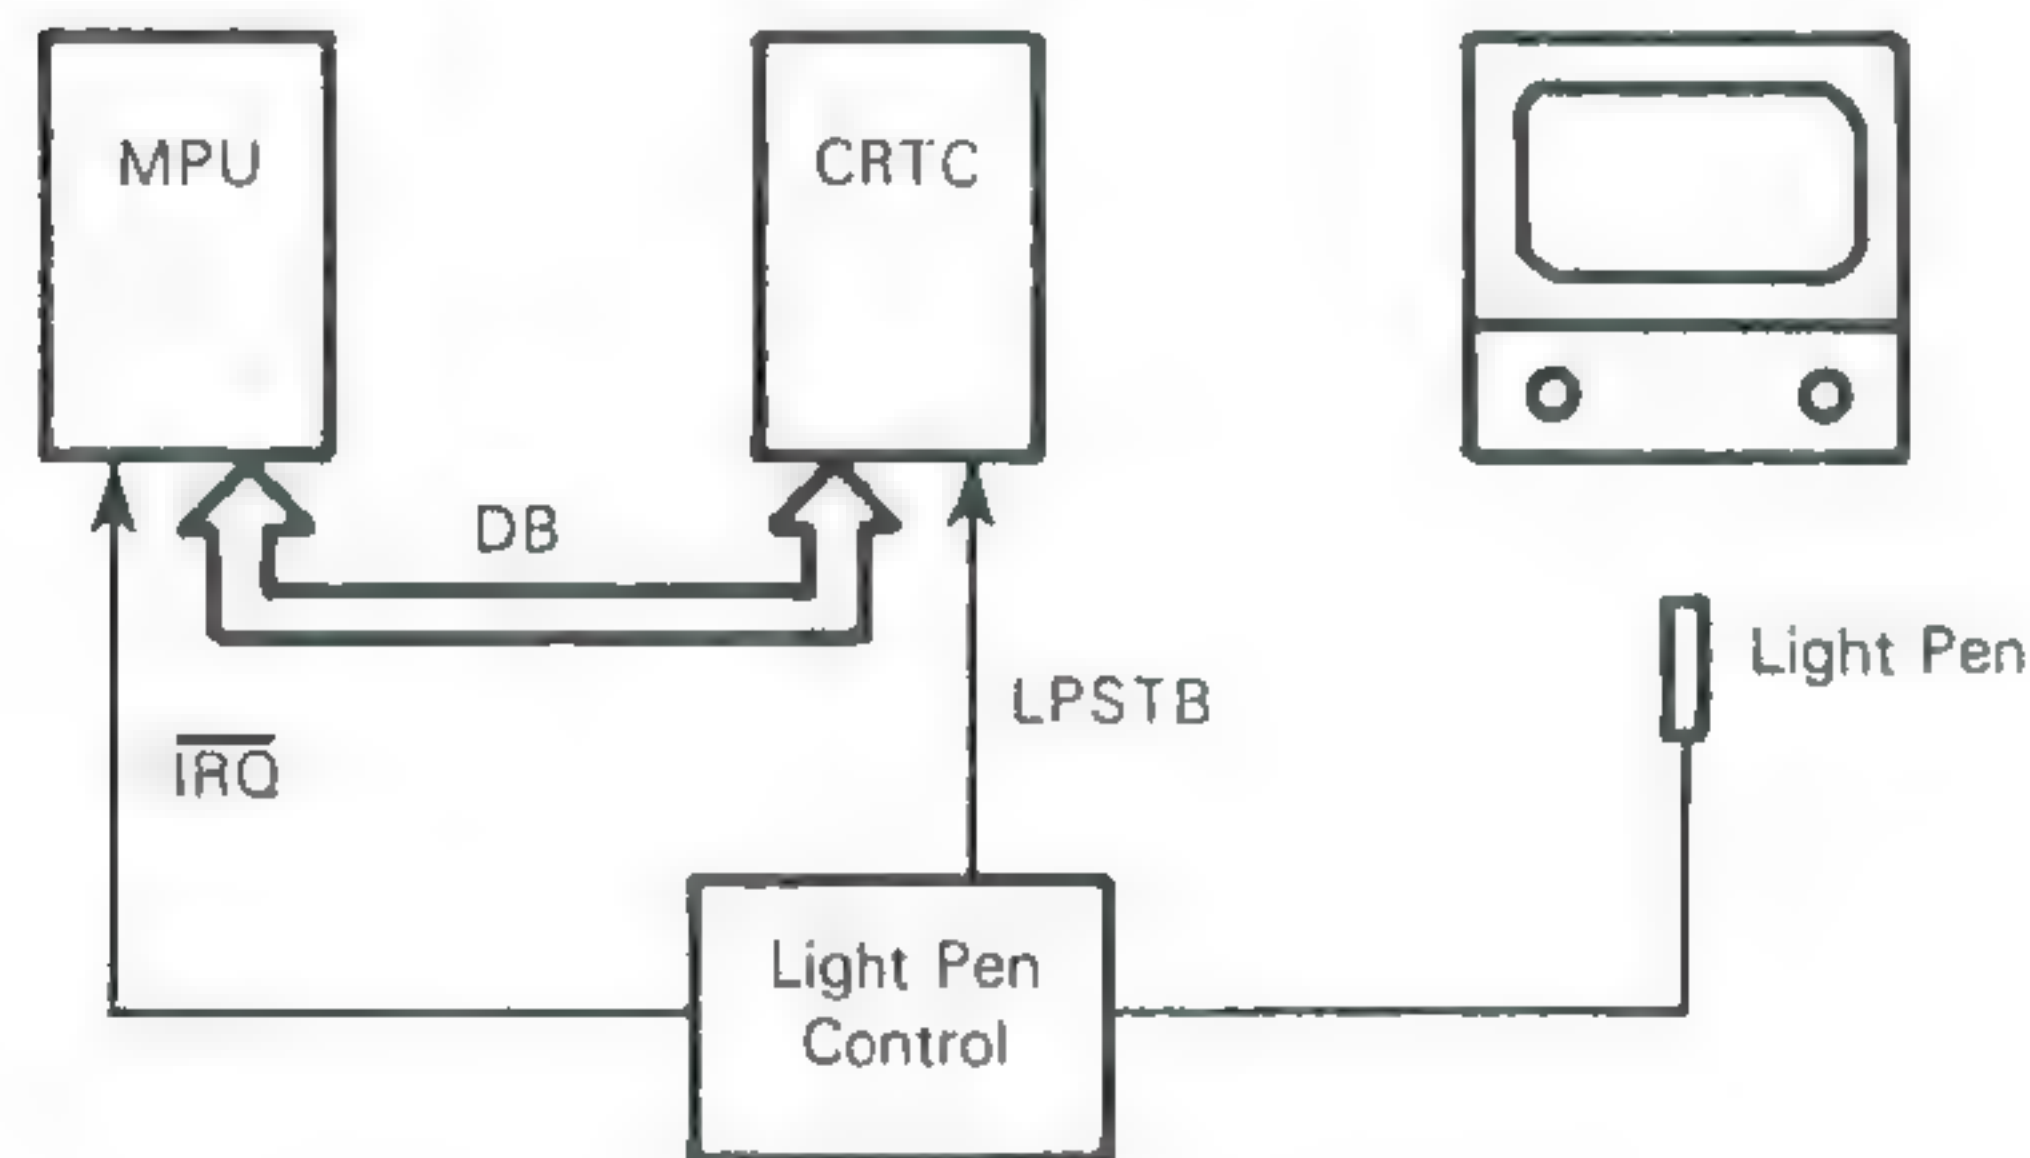 MPU
CRTC
DB
Light Pen
LPSTB
IRQ
Light Pen
Control